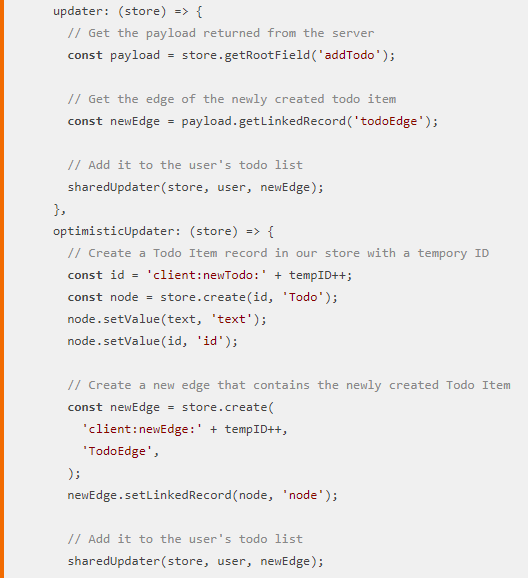 updater: (store) => {
// Get the payload returned from the server
const payload = store.getRootField('addTodo');
// Get the edge of the newly created todo item
const newEdge = payload.getLinkedRecord('todoEdge');
// Add it to the user's todo list
sharedUpdater(store, user, newEdge);
},
optimisticUpdater: (store) => {
// Create a Todo Item record in our store with a tempory ID
const id = 'client:newTodo:' + tempID++;
const node = store.create(id, 'Todo');
node.setValue(text, 'text');
node.setValue(id, 'id');
// Create a new edge that contains the newly created Todo Item
const newEdge = store.create(
'client:newEdge:' + tempID++,
'TodoEdge',
);
newEdge.setLinkedRecord(node, 'node');
// Add it to the user's todo list
sharedUpdater(store, user, newEdge);